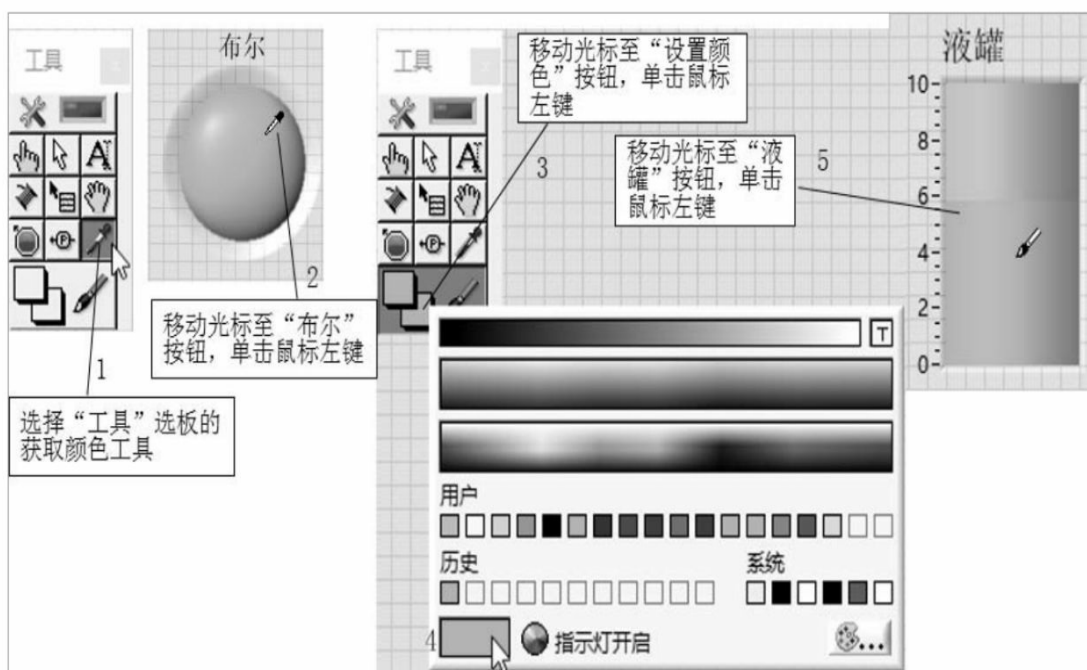 工具
布尔
1
选择“工具”选板的
获取颜色工具
2
移动光标至“布尔”
按钮，单击鼠标左键
工具
移动光标至“设置颜
色”按钮，单击鼠标
左键
3
移动光标至“液
罐”按钮，单击
鼠标左键
5
液罐
10
8
6
4
2
0
T
用户
历史
系统
4
指示灯开启
...